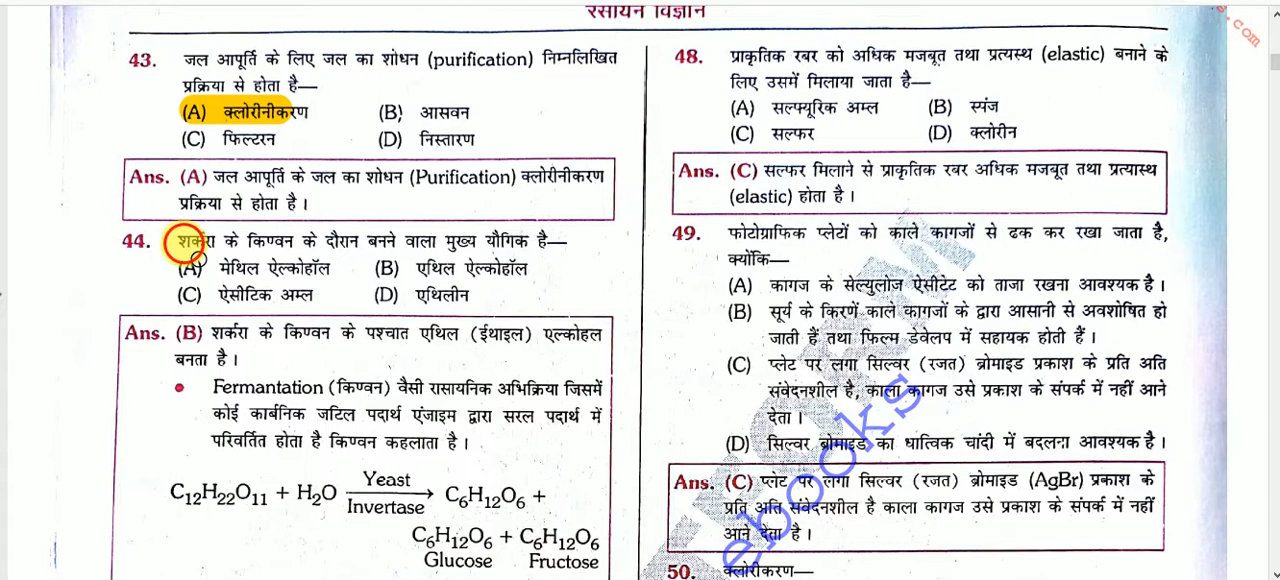 रसायन विज्ञान
43. जल आपूर्ति के लिए जल का शोधन (purification) निम्नलिखित
प्रक्रिया से होता है—
(A) क्लोरीनीकरण (B) आसवन
(C) फिल्टरन (D) निस्तारण
Ans. (A) जल आपूर्ति के जल का शोधन (Purification) क्लोरीनीकरण
प्रक्रिया से होता है।
44. शर्करा के किण्वन के दौरान बनने वाला मुख्य यौगिक है—
(A) मेथिल ऐल्कोहॉल (B) एथिल ऐल्कोहॉल
(C) ऐसीटिक अम्ल (D) एथिलीन
Ans. (B) शर्करा के किण्वन के पश्चात एथिल (ईथाइल) एल्कोहल
बनता है।
• Fermantation (किण्वन) वैसी रासायनिक अभिक्रिया जिसमें
कोई कार्बनिक जटिल पदार्थ एंजाइम द्वारा सरल पदार्थ में
परिवर्तित होता है किण्वन कहलाता है।
Yeast
C₁₂H₂₂O₁₁ + H₂O → C₆H₁₂O₆ +
Invertase
C₆H₁₂O₆ + C₆H₁₂O₆
Glucose Fructose
48. प्राकृतिक रबर को अधिक मजबूत तथा प्रत्यस्थ (elastic) बनाने के
लिए उसमें मिलाया जाता है—
(A) सल्फ्यूरिक अम्ल (B) स्पंज
(C) सल्फर (D) क्लोरीन
Ans. (C) सल्फर मिलाने से प्राकृतिक रबर अधिक मजबूत तथा प्रत्यास्थ
(elastic) होता है।
49. फोटोग्राफिक प्लेटों को काले कागजों से ढक कर रखा जाता है,
क्योंकि—
(A) कागज के सेल्युलोज ऐसीटेट को ताजा रखना आवश्यक है।
(B) सूर्य के किरणें काले कागजों के द्वारा आसानी से अवशोषित हो
जाती हैं तथा फिल्म डेवेलप में सहायक होती हैं।
(C) प्लेट पर लगा सिल्वर (रजत) ब्रोमाइड प्रकाश के प्रति अति
संवेदनशील है, काला कागज उसे प्रकाश के संपर्क में नहीं आने
देता।
(D) सिल्वर ब्रोमाइड का धात्विक चांदी में बदलना आवश्यक है।
Ans. (C) प्लेट पर लगा सिल्वर (रजत) ब्रोमाइड (AgBr) प्रकाश के
प्रति अति संवेदनशील है काला कागज उसे प्रकाश के संपर्क में नहीं
आने देता है।
50. क्लोरीकरण—
ebooks
.com